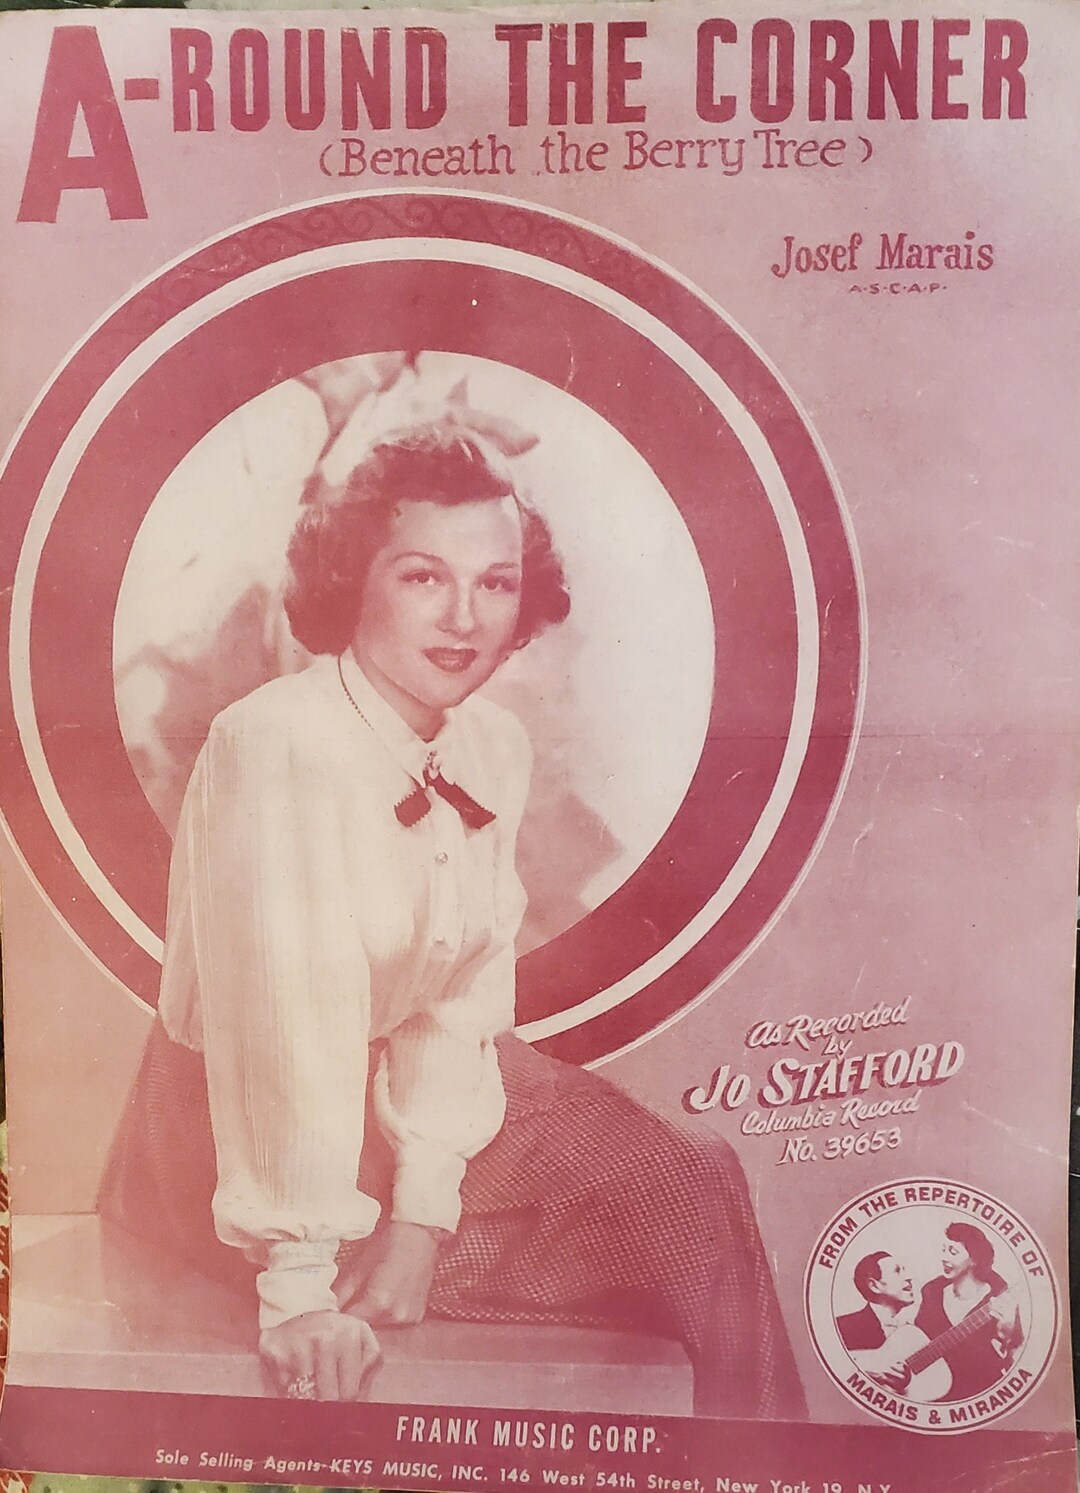 A-ROUND THE CORNER
(Beneath the Berry Tree)
Josef Marais
A·S·C·A·P·
As Recorded
by
JO STAFFORD
Columbia Record
No. 39653
FROM THE REPERTOIRE OF
MARAIS & MIRANDA
FRANK MUSIC CORP.
Sole Selling Agents-KEYS MUSIC, INC. 146 West 54th Street, New York 19, N.Y.